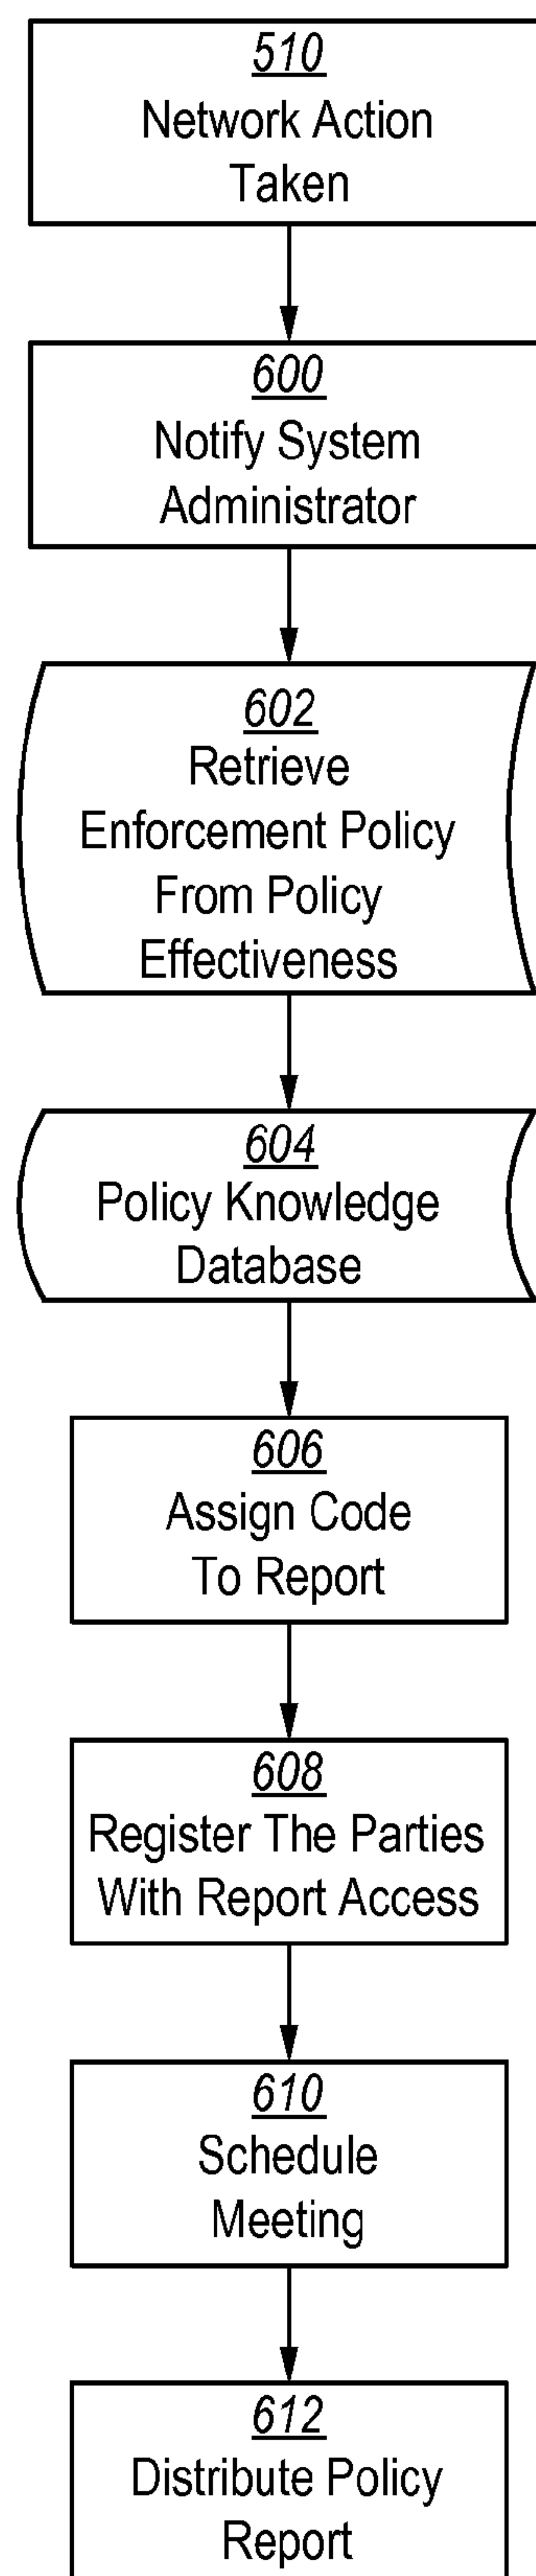 510
Network Action
Taken
600
Notify System
Administrator
602
Retrieve
Enforcement Policy
From Policy
Effectiveness
604
Policy Knowledge
Database
606
Assign Code
To Report
608
Register The Parties
With Report Access
610
Schedule
Meeting
612
Distribute Policy
Report